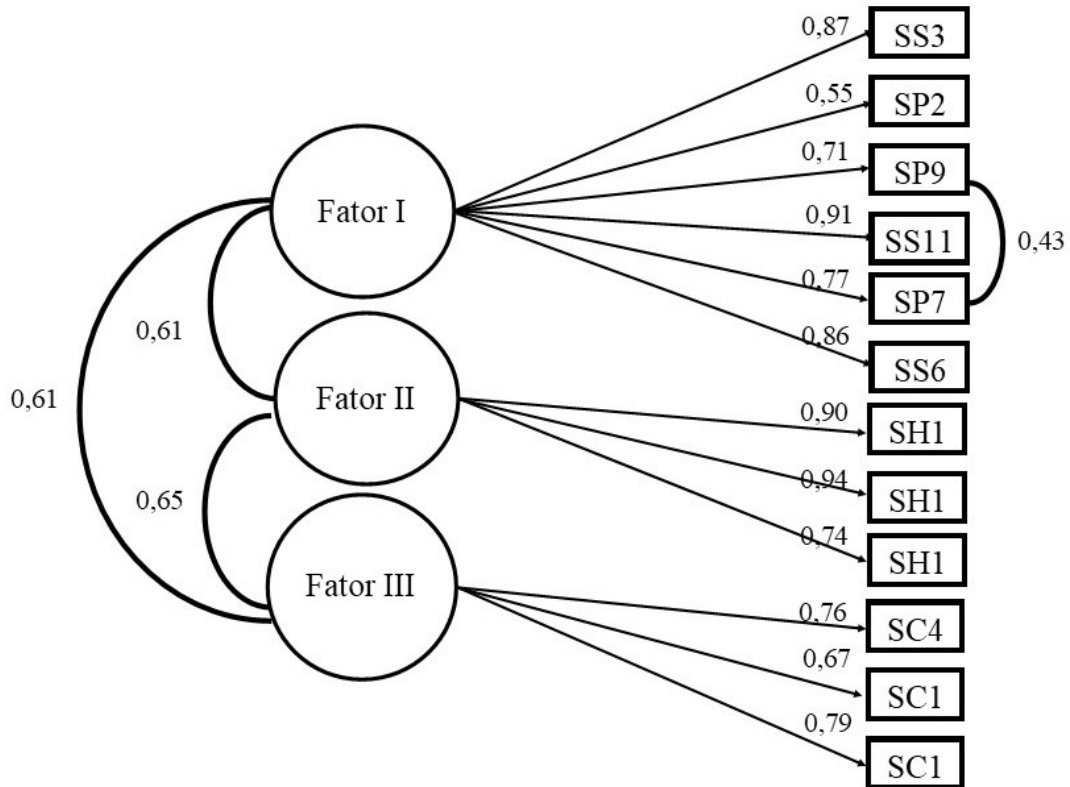 0,87
SS3
0,55
SP2
0,71
SP9
Fator I
0,91
SS11
0,43
0,77
SP7
0,61
0,86
SS6
0,61
Fator II
0,90
SH1
0,94
SH1
0,65
0,74
SH1
Fator III
0,76
SC4
0,67
SC1
0,79
SC1